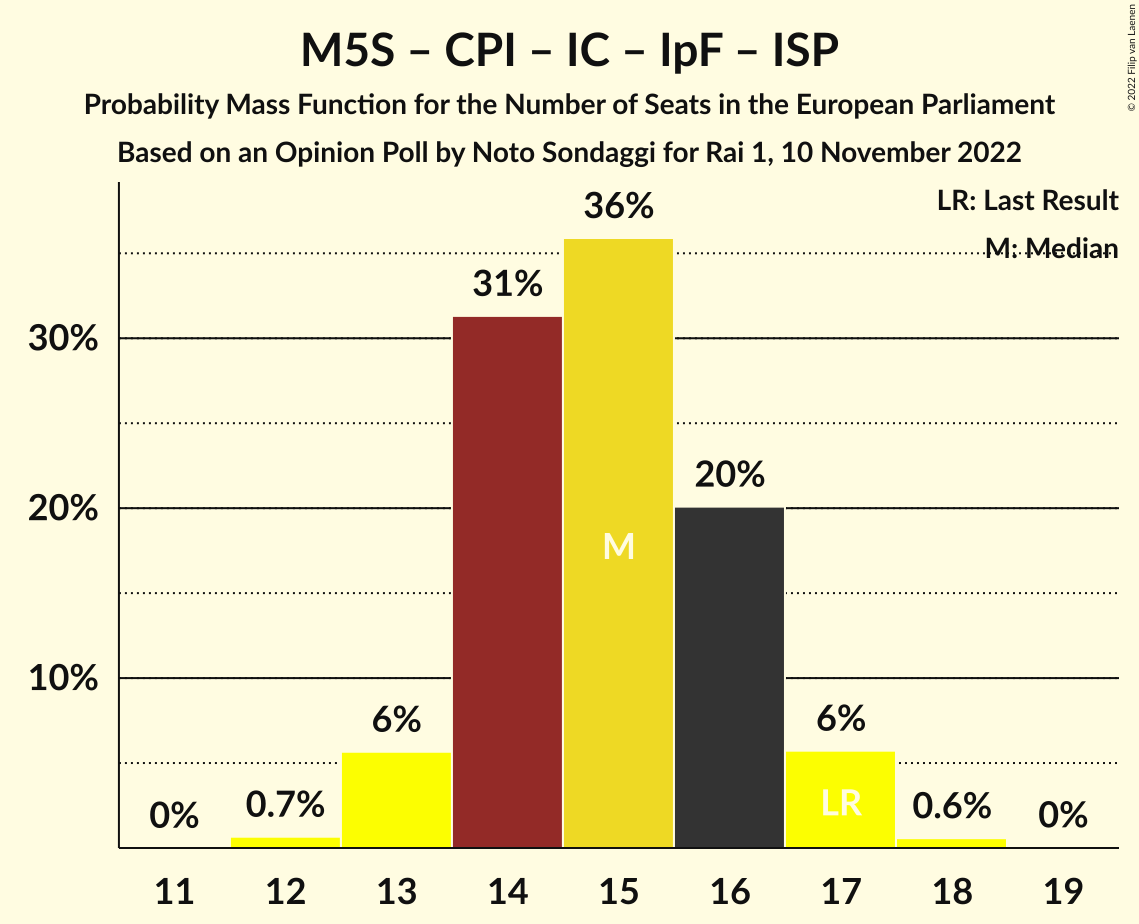 M5S – CPI – IC – IpF – ISP
Probability Mass Function for the Number of Seats in the European Parliament
Based on an Opinion Poll by Noto Sondaggi for Rai 1, 10 November 2022
© 2022 Filip van Laenen
LR: Last Result
M: Median
36%
31%
30%
20%
20%
M
10%
6%
6%
0%
0.7%
LR
0.6%
0%
11 12 13 14 15 16 17 18 19